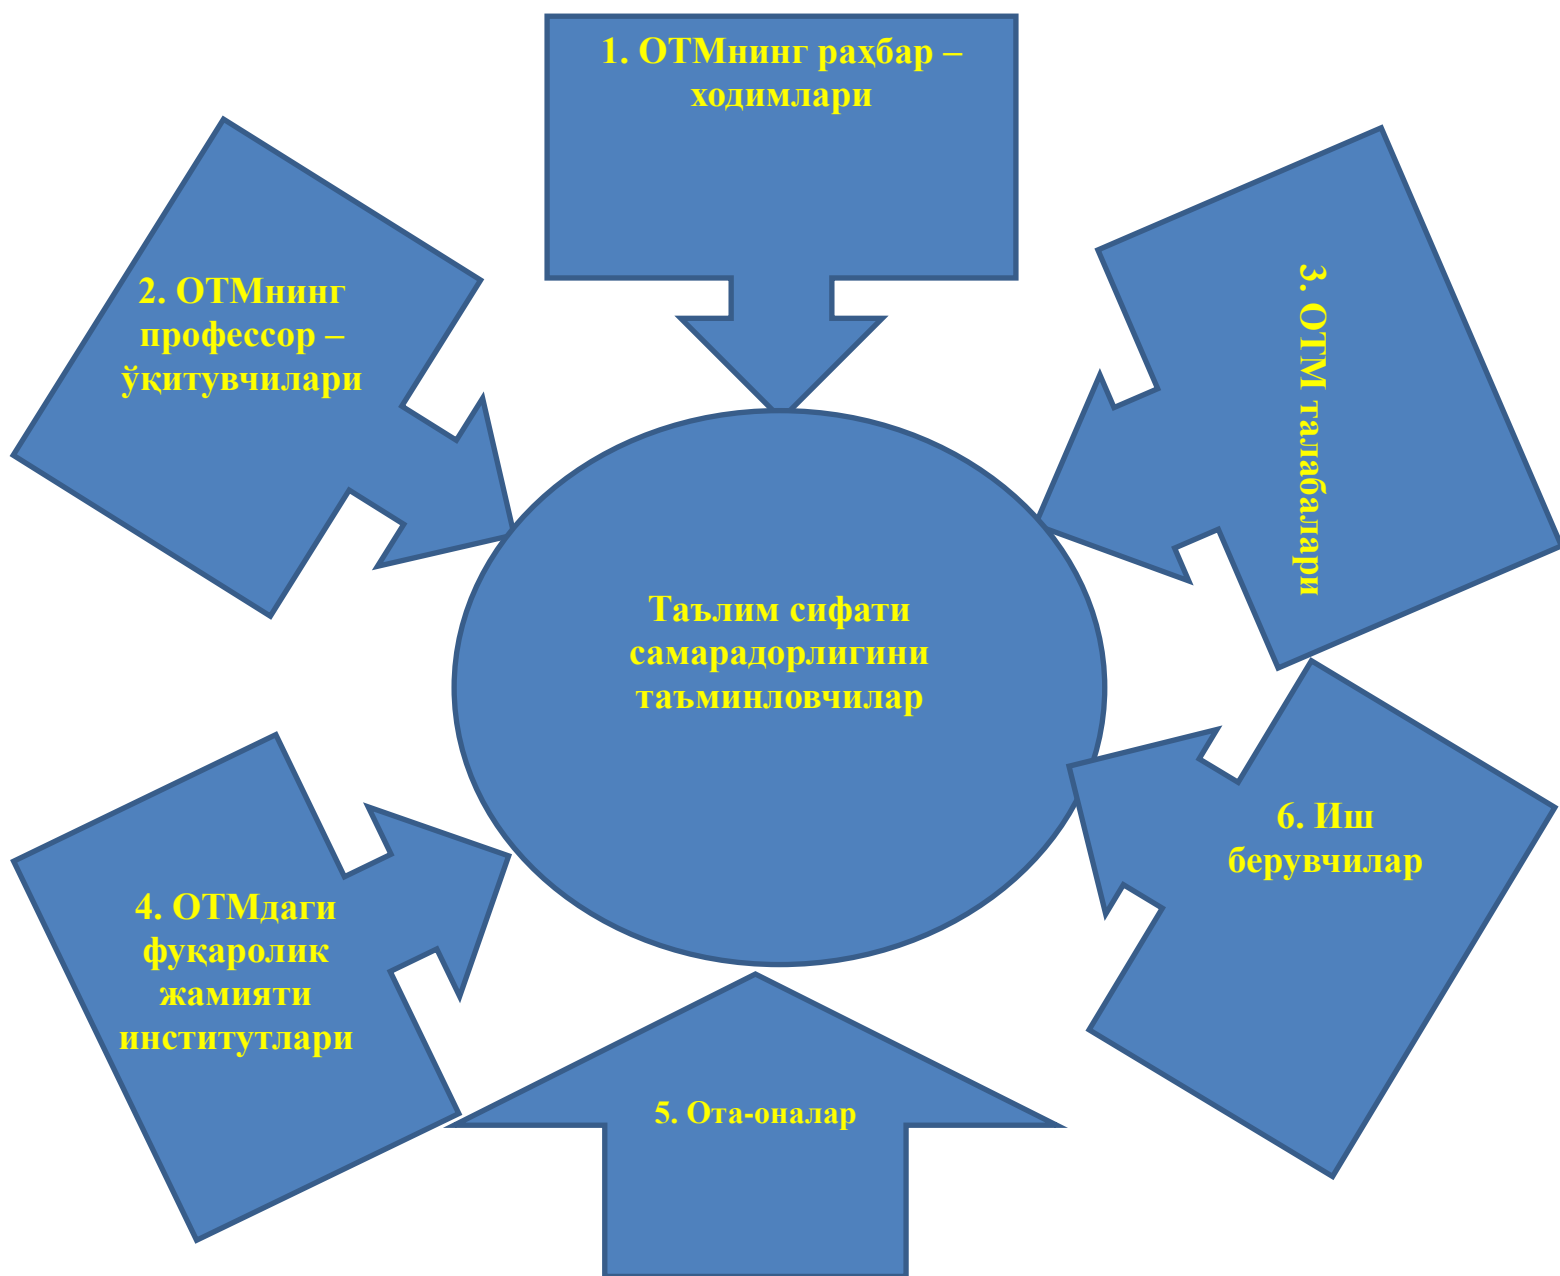 1. ОТМнинг раҳбар –
ходимлари
2. ОТМнинг
профессор –
ўқитувчилари
3. ОТМ талабалари
Таълим сифати
самарадорлигини
таъминловчилар
4. ОТМдаги
фуқаролик
жамияти
институтлари
5. Ота-оналар
6. Иш
берувчилар